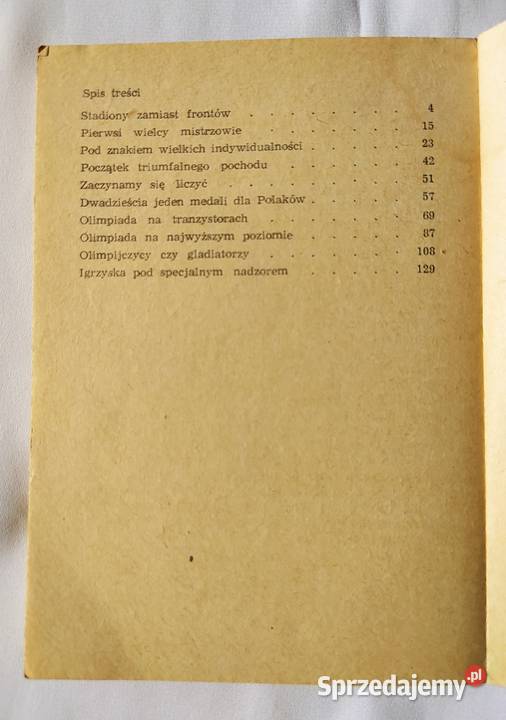 Spis treści
Stadiony zamiast frontów . . . . . . . 4
Pierwsi wielcy mistrzowie . . . . . . 15
Pod znakiem wielkich indywidualności . . . . . 23
Początek triumfalnego pochodu . . . . . . 42
Zaczynamy się liczyć . . . . . . . . 51
Dwadzieścia jeden medali dla Polaków . . . . . 57
Olimpiada na tranzystorach . . . . . . 69
Olimpiada na najwyższym poziomie . . . . . 87
Olimpijczycy czy gladiatorzy . . . . . . 108
Igrzyska pod specjalnym nadzorem . . . . . 129
Sprzedajemy.pl